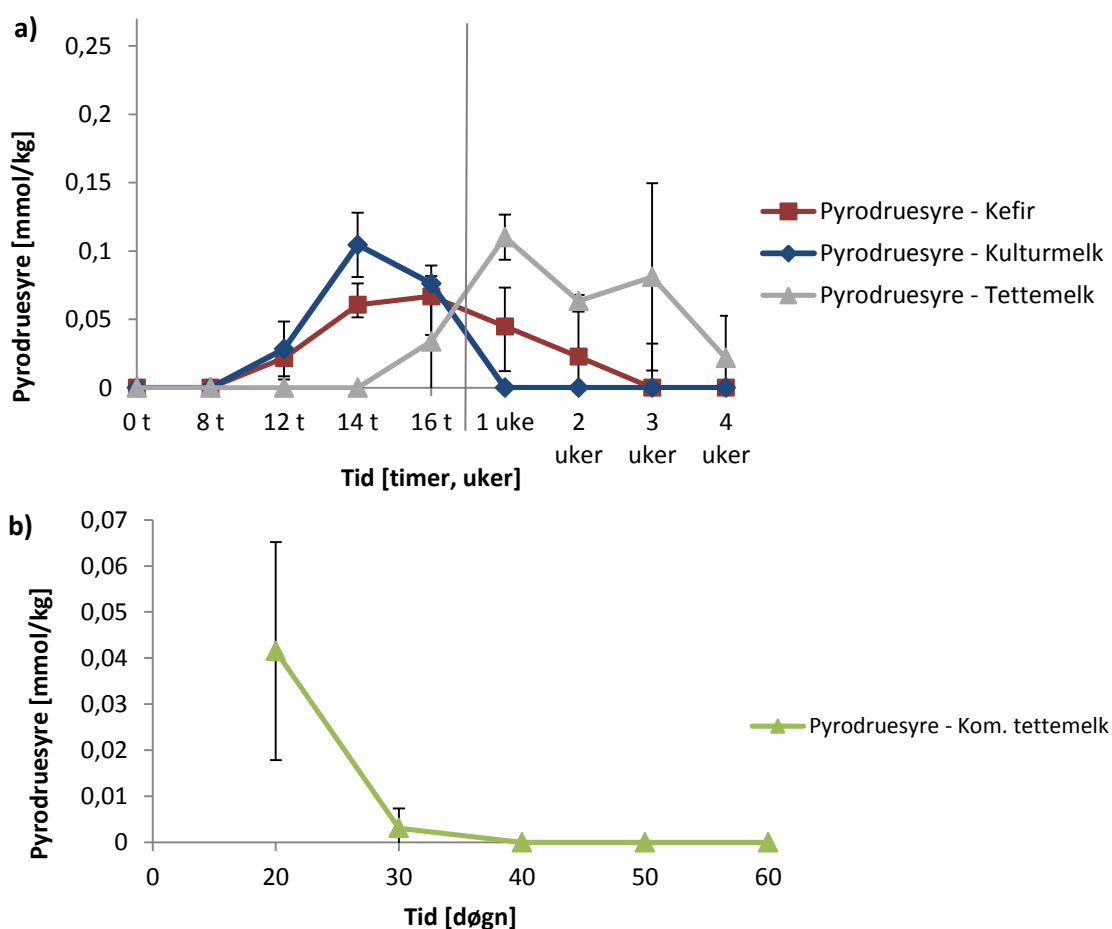 a)
Pyrodruesyre [mmol/kg]
0,25
0,2
0,15
0,1
0,05
0
0 t 8 t 12 t 14 t 16 t 1 uke 2 uker 3 uker 4 uker
Tid [timer, uker]
Pyrodruesyre - Kefir
Pyrodruesyre - Kulturmelk
Pyrodruesyre - Tettemelk
b)
Pyrodruesyre [mmol/kg]
0,07
0,06
0,05
0,04
0,03
0,02
0,01
0
0 20 30 40 50 60
Tid [døgn]
Pyrodruesyre - Kom. tettemelk